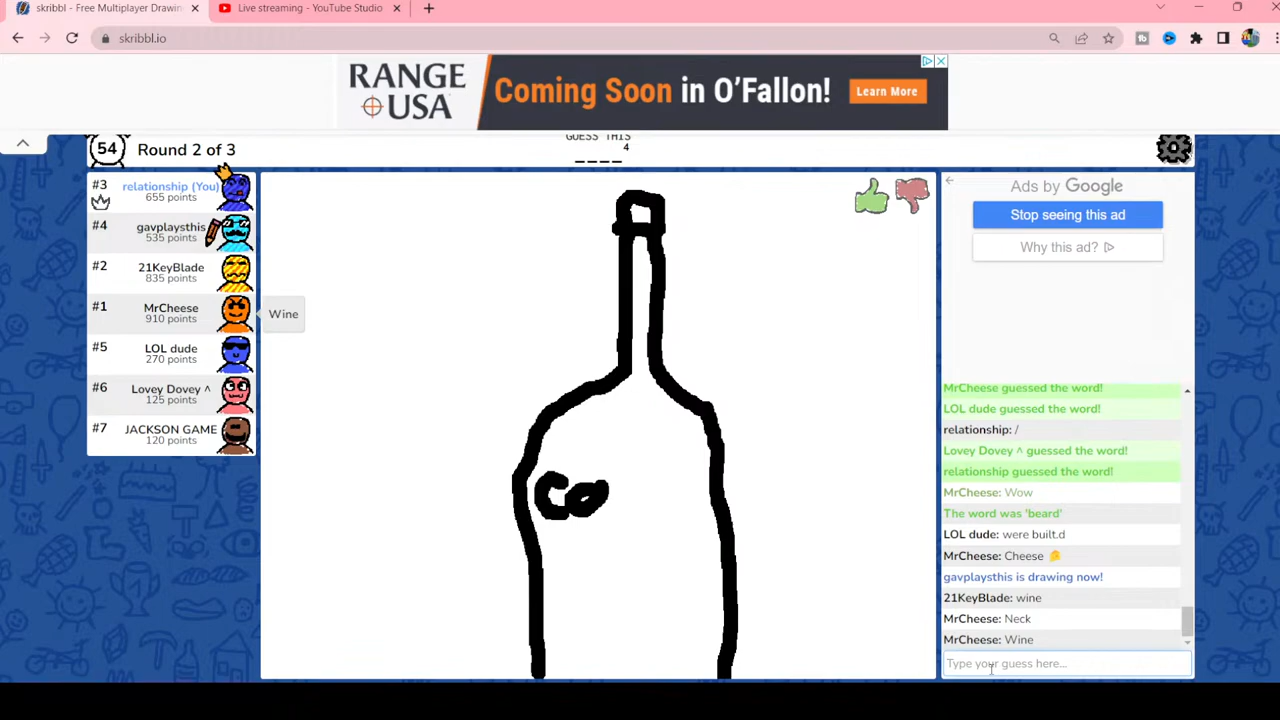 skribbl - Free Multiplayer Drawin
Live streaming - YouTube Studio
skribbl.io
RANGE
USA
Coming Soon in O'Fallon!
Learn More
54
Round 2 of 3
GUESS THIS
____ 4
#3
relationship (You)
655 points
#4
gavplaysthis
535 points
#2
21KeyBlade
835 points
#1
MrCheese
910 points
Wine
#5
LOL dude
270 points
#6
Lovey Dovey ^
125 points
#7
JACKSON GAME
120 points
Co
Ads by Google
Stop seeing this ad
Why this ad?
MrCheese guessed the word!
LOL dude guessed the word!
relationship: /
Lovey Dovey ^ guessed the word!
relationship guessed the word!
MrCheese: Wow
The word was 'beard'
LOL dude: were built.d
MrCheese: Cheese
gavplaysthis is drawing now!
21KeyBlade: wine
MrCheese: Neck
MrCheese: Wine
Type your guess here...